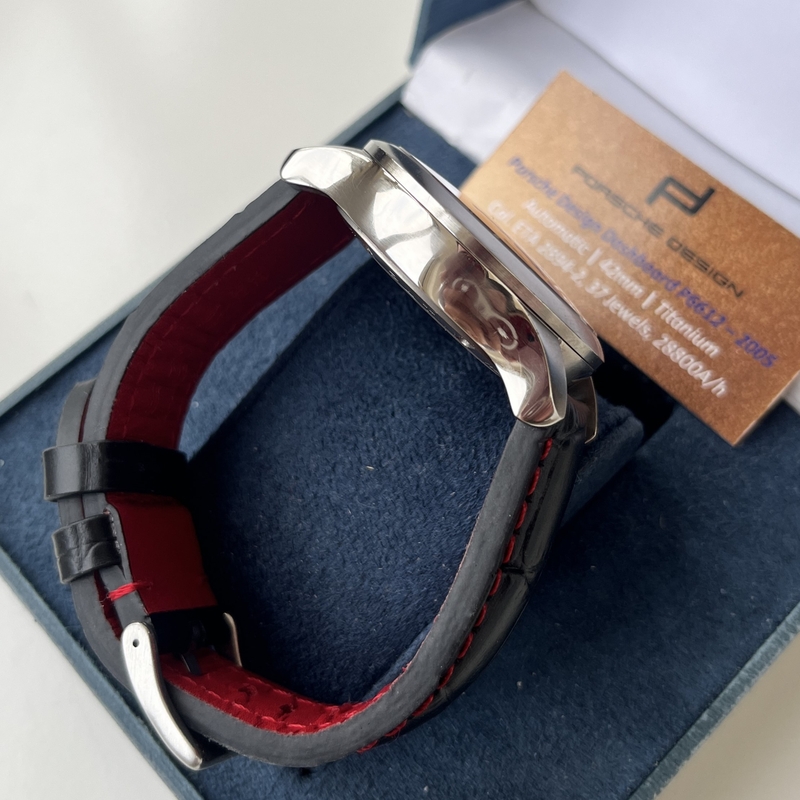 PORSCHE DESIGN
Porsche Design Dashboard P6612 - 2005
Automatic | 42mm | Titanium
Cal. ETA 2894-2, 37 Jewels, 28800A/h